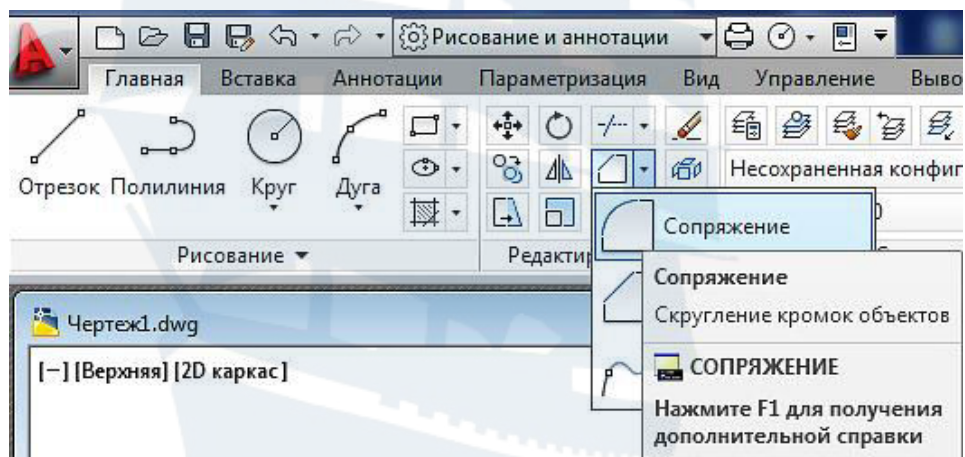 Рисование и аннотации
Главная Вставка Аннотации Параметризация Вид Управление Выво
Отрезок Полилиния Круг Дуга
Несохраненная конфиг
Сопряжение
Рисование Редактир
Сопряжение
Скругление кромок объектов
СОПРЯЖЕНИЕ
Нажмите F1 для получения
дополнительной справки
Чертеж1.dwg
[−] [Верхняя] [2D каркас]